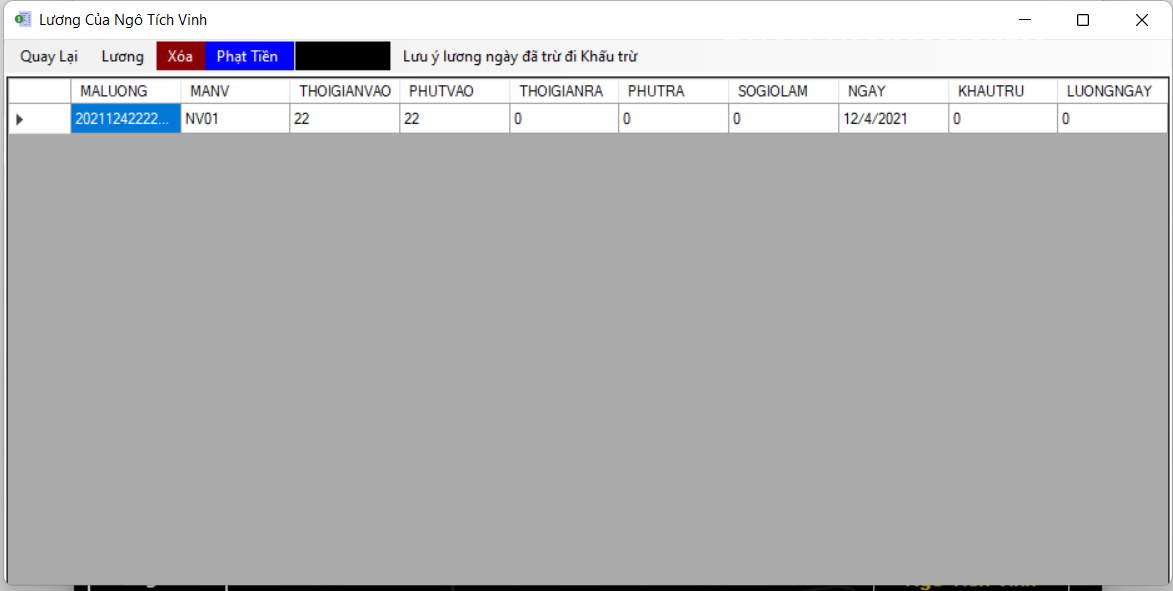 Lương Của Ngô Tích Vinh
Quay Lại Lương Xóa Phạt Tiền Lưu ý lương ngày đã trừ đi Khấu trừ
MALUONG MANV THOIGIANVAO PHUTVAO THOIGIANRA PHUTRA SOGIOLAM NGAY KHAUTRU LUONGNGAY
20211242222... NV01 22 22 0 0 0 12/4/2021 0 0